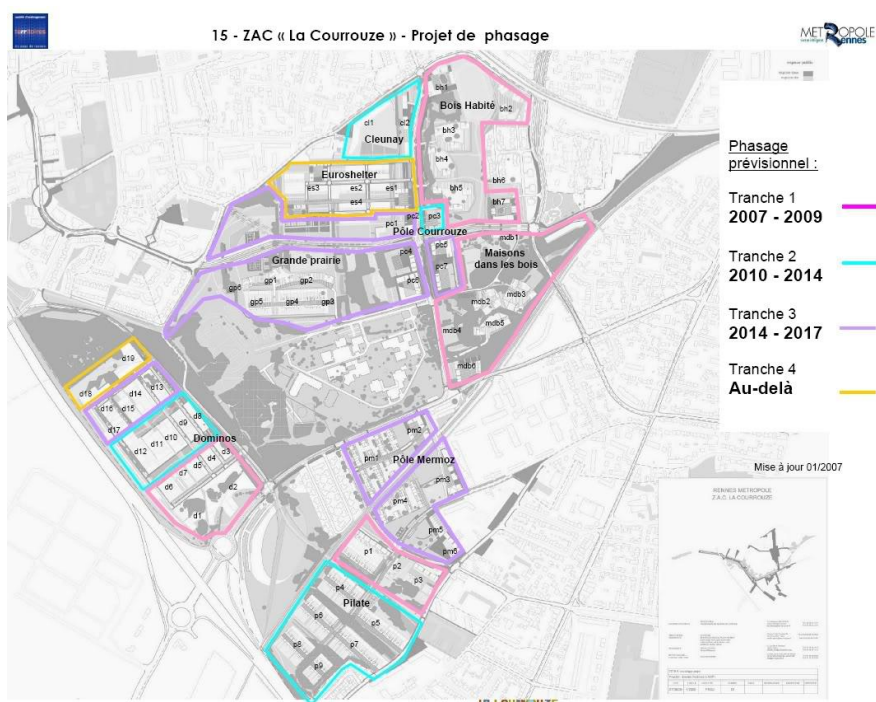 territoires
15 - ZAC « La Courrouze » - Projet de phasage
METROPOLE
Rennes
Bois Habité
bh1
bh2
bh3
bh4
bh5
bh6
bh7
cl1
cl2
Cleunay
Euroshelter
es3
es2
es1
es4
pc2
pc3
pc1
Pôle Courrouze
pc4
pc5
pc7
pc6
mdb1
Maisons
dans les bois
mdb2
mdb3
mdb4
mdb5
mdb6
Grande prairie
gp6
gp1
gp2
gp5
gp4
gp3
d19
d18
d14
d13
d16
d15
d17
d8
d9
d10
d11
d12
Dominos
d3
d4
d5
d7
d6
d2
d1
pm2
pm1
Pôle Mermoz
pm3
pm4
pm5
pm6
p1
p2
p3
p4
Pilate
p5
p6
p7
p8
p9
Phasage
prévisionnel :
Tranche 1
2007 - 2009
Tranche 2
2010 - 2014
Tranche 3
2014 - 2017
Tranche 4
Au-delà
Mise à jour 01/2007
RENNES METROPOLE
Z.A.C. LA COURROUZE
LA COURROUZE